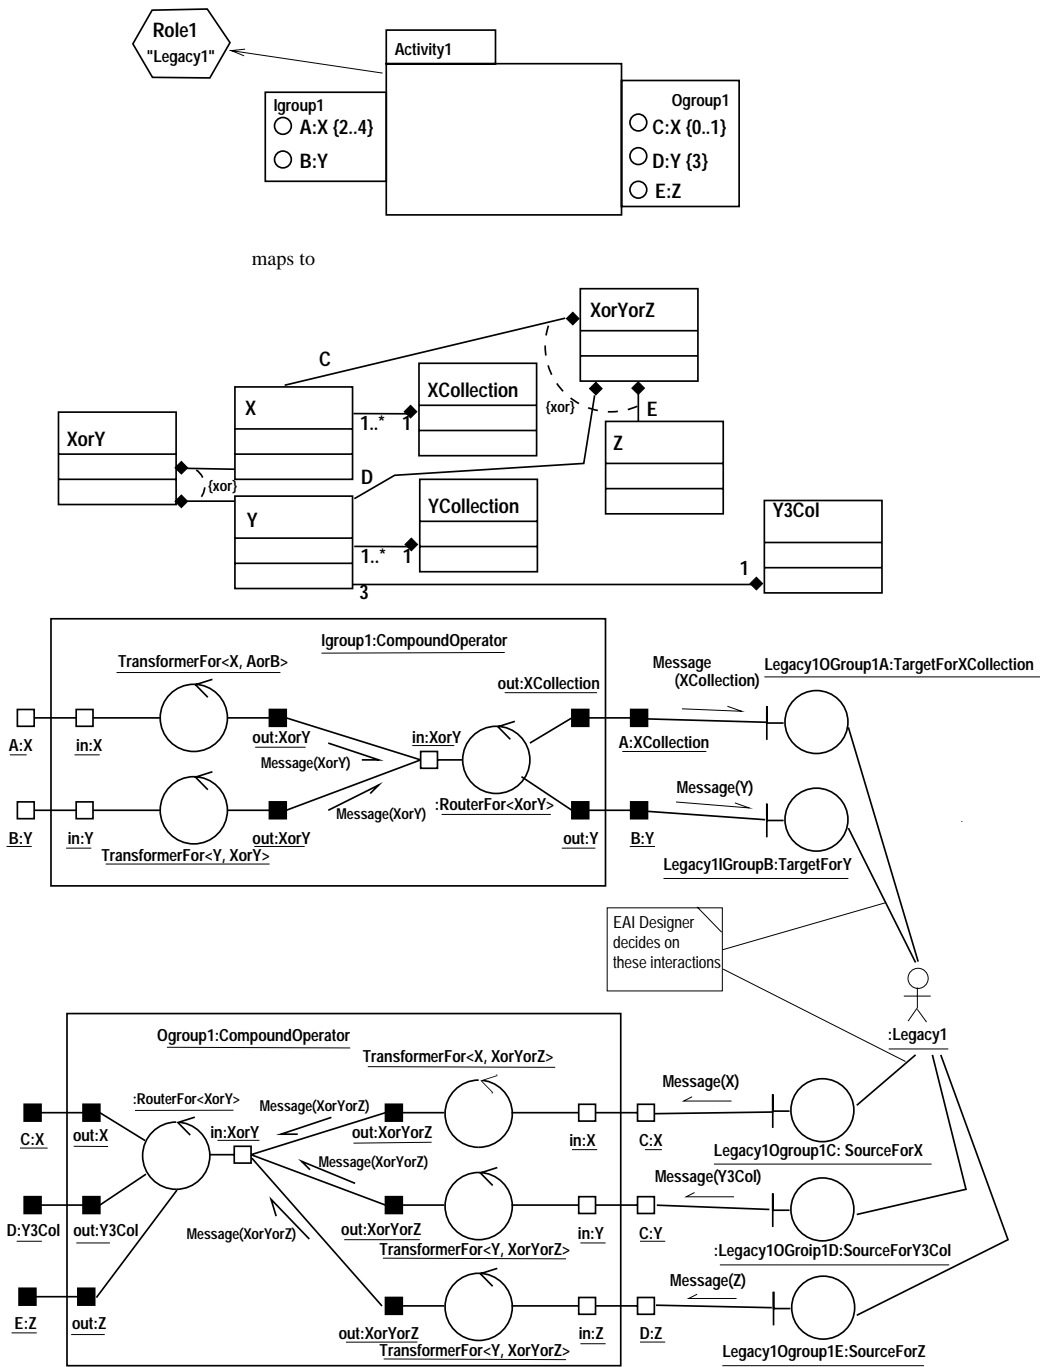 Role1
"Legacy1"
Activity1
Igroup1
A:X {2..4}
B:Y
Ogroup1
C:X {0..1}
D:Y {3}
E:Z
maps to
XorYorZ
C
X
XCollection
1..* 1
{xor}
E
XorY
Z
D
{xor}
Y
YCollection
Y3Col
1..* 1
1
3
Igroup1:CompoundOperator
TransformerFor<X, AorB>
Message
(XCollection)
Legacy1OGroup1A:TargetForXCollection
out:XCollection
A:X
in:X
out:XorY
in:XorY
A:XCollection
Message(XorY)
Message(Y)
:RouterFor<XorY>
Message(XorY)
B:Y
in:Y
out:XorY
out:Y
B:Y
TransformerFor<Y, XorY>
Legacy1IGroupB:TargetForY
EAI Designer
decides on
these interactions
:Legacy1
Ogroup1:CompoundOperator
TransformerFor<X, XorYorZ>
Message(X)
:RouterFor<XorY>
Message(XorYorZ)
C:X
out:X
in:XorY
out:XorYorZ
in:X
C:X
Legacy1Ogroup1C: SourceForX
Message(XorYorZ)
Message(Y3Col)
D:Y3Col
out:Y3Col
Message(XorYorZ)
out:XorYorZ
in:Y
C:Y
TransformerFor<Y, XorYorZ>
:Legacy1OGroip1D:SourceForY3Col
Message(Z)
E:Z
out:Z
out:XorYorZ
in:Z
D:Z
TransformerFor<Y, XorYorZ>
Legacy1Ogroup1E:SourceForZ